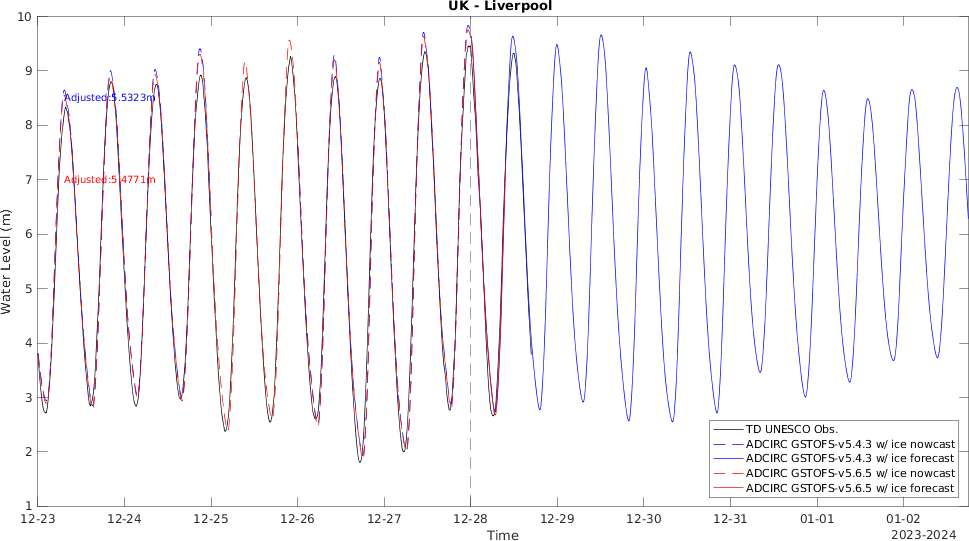 UK - Liverpool
10
9
8
7
6
5
4
3
2
1
Water Level (m)
Adjusted:5.5323m
Adjusted:5.4771m
TD UNESCO Obs.
ADCIRC GSTOFS-v5.4.3 w/ ice nowcast
ADCIRC GSTOFS-v5.4.3 w/ ice forecast
ADCIRC GSTOFS-v5.6.5 w/ ice nowcast
ADCIRC GSTOFS-v5.6.5 w/ ice forecast
12-23 12-24 12-25 12-26 12-27 12-28 12-29 12-30 12-31 01-01 01-02
Time
2023-2024